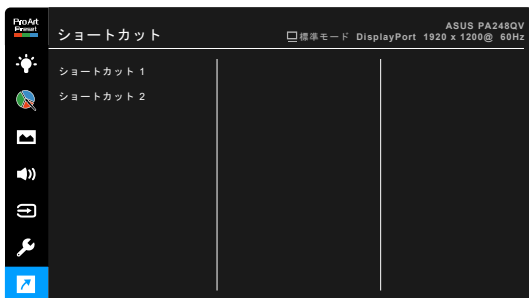 ProArt
Preset
ショートカット
ASUS PA248QV
標準モード DisplayPort 1920 x 1200@ 60Hz
ショートカット 1
ショートカット 2